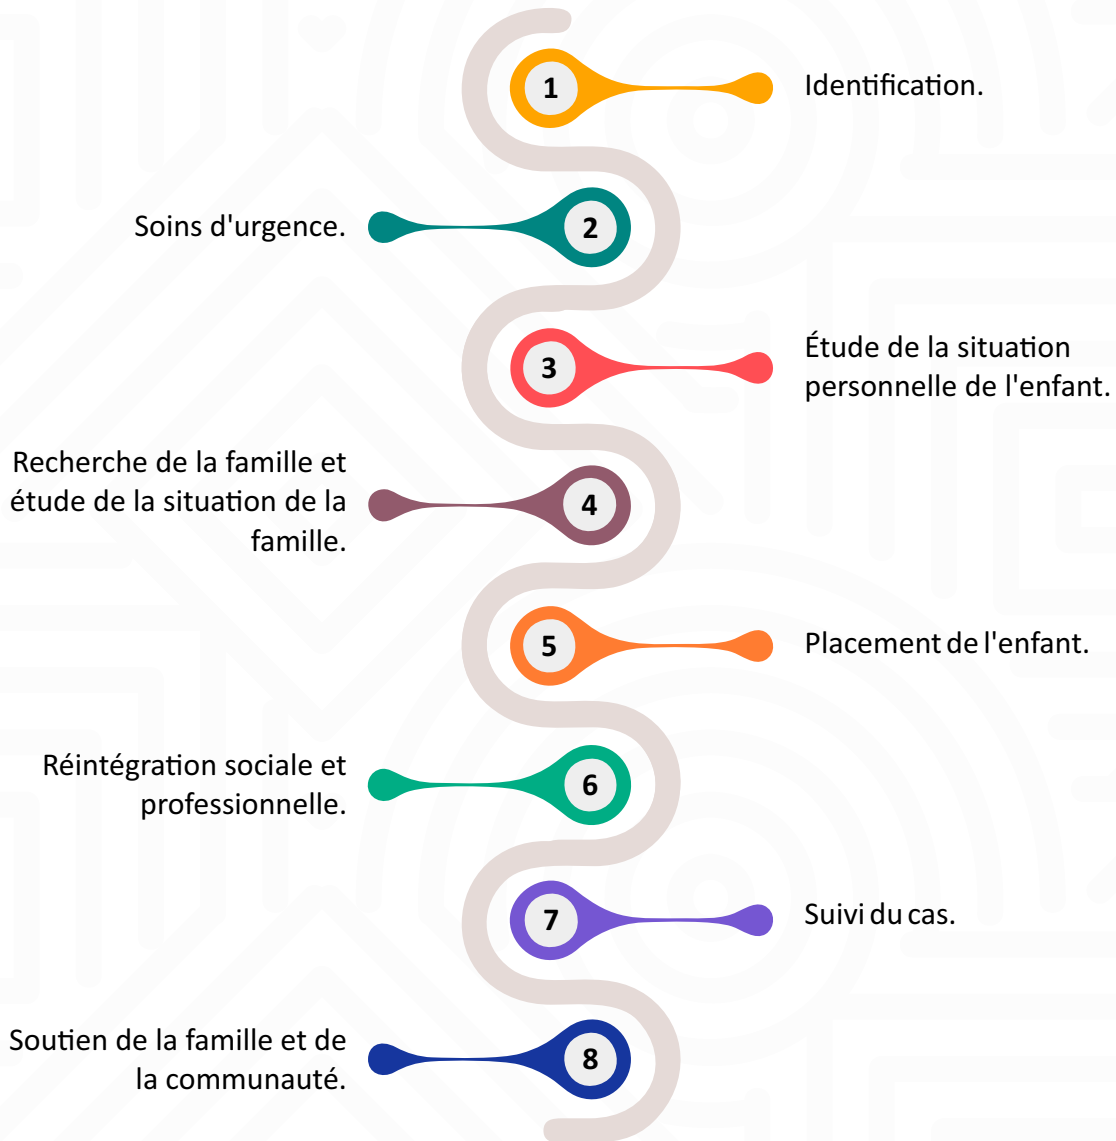 1
Identification.
Soins d'urgence.
2
3
Étude de la situation
personnelle de l'enfant.
Recherche de la famille et
étude de la situation de la
famille.
4
5
Placement de l'enfant.
Réintégration sociale et
professionnelle.
6
7
Suivi du cas.
Soutien de la famille et de
la communauté.
8